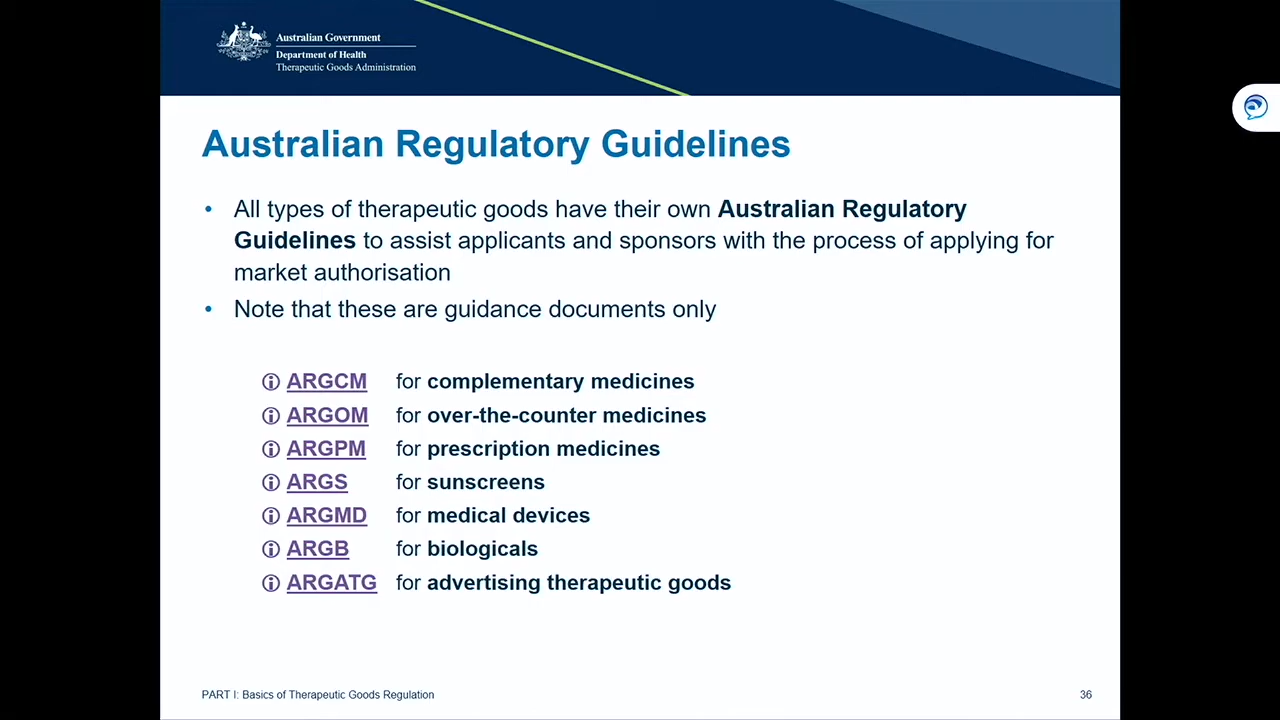 Australian Government
Department of Health
Therapeutic Goods Administration
Australian Regulatory Guidelines
• All types of therapeutic goods have their own Australian Regulatory
Guidelines to assist applicants and sponsors with the process of applying for
market authorisation
• Note that these are guidance documents only
ARGCM for complementary medicines
ARGOM for over-the-counter medicines
ARGPM for prescription medicines
ARGS for sunscreens
ARGMD for medical devices
ARGB for biologicals
ARGATG for advertising therapeutic goods
PART I: Basics of Therapeutic Goods Regulation 36